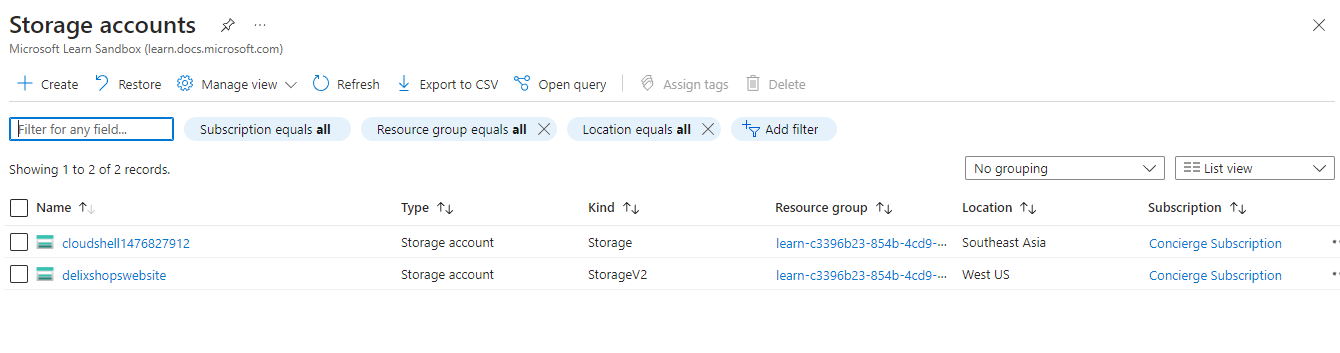 Storage accounts
Microsoft Learn Sandbox (learn.docs.microsoft.com)
Create Restore Manage view Refresh Export to CSV Open query Assign tags Delete
Filter for any field... Subscription equals all Resource group equals all Location equals all Add filter
Showing 1 to 2 of 2 records. No grouping List view
Name Type Kind Resource group Location Subscription
cloudshell1476827912 Storage account Storage learn-c3396b23-854b-4cd9-... Southeast Asia Concierge Subscription
delixshopswebsite Storage account StorageV2 learn-c3396b23-854b-4cd9-... West US Concierge Subscription